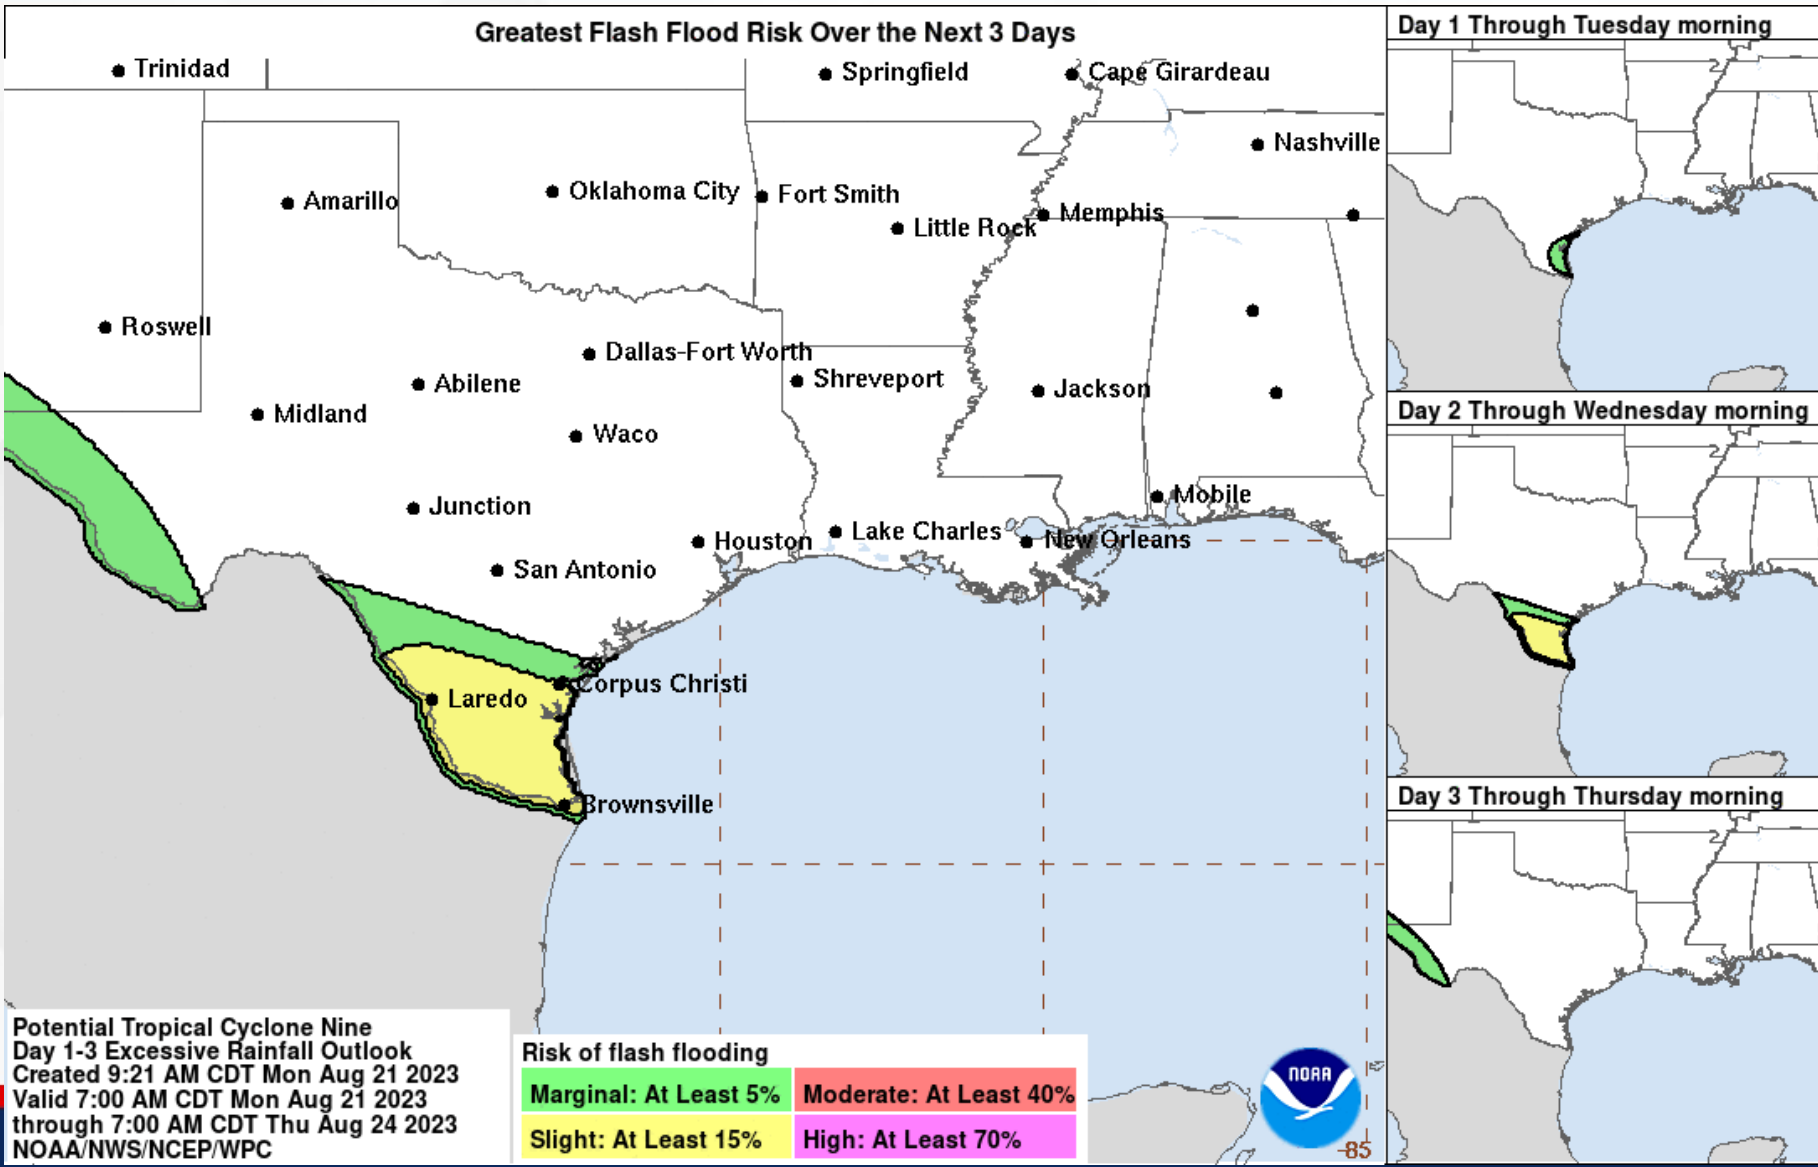 Greatest Flash Flood Risk Over the Next 3 Days
Trinidad
Springfield
Cape Girardeau
Nashville
Amarillo
Oklahoma City
Fort Smith
Little Rock
Memphis
Roswell
Dallas-Fort Worth
Abilene
Shreveport
Jackson
Midland
Waco
Junction
Mobile
Houston
Lake Charles
New Orleans
San Antonio
Laredo
Corpus Christi
Brownsville
-85
Potential Tropical Cyclone Nine
Day 1-3 Excessive Rainfall Outlook
Created 9:21 AM CDT Mon Aug 21 2023
Valid 7:00 AM CDT Mon Aug 21 2023
through 7:00 AM CDT Thu Aug 24 2023
NOAA/NWS/NCEP/WPC
Risk of flash flooding
Marginal: At Least 5%
Moderate: At Least 40%
Slight: At Least 15%
High: At Least 70%
NOAA
Day 1 Through Tuesday morning
Day 2 Through Wednesday morning
Day 3 Through Thursday morning